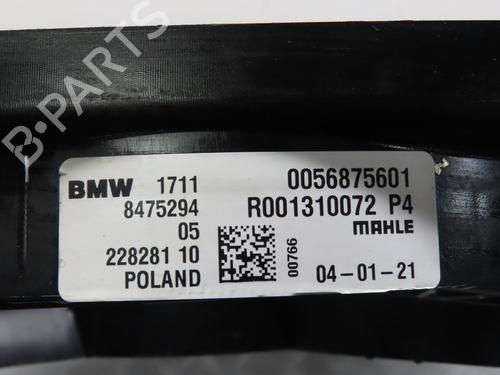 B-PARTS
BMW 1711
8475294
05
228281 10
POLAND
00766
0056875601
R001310072 P4
MAHLE
04-01-21